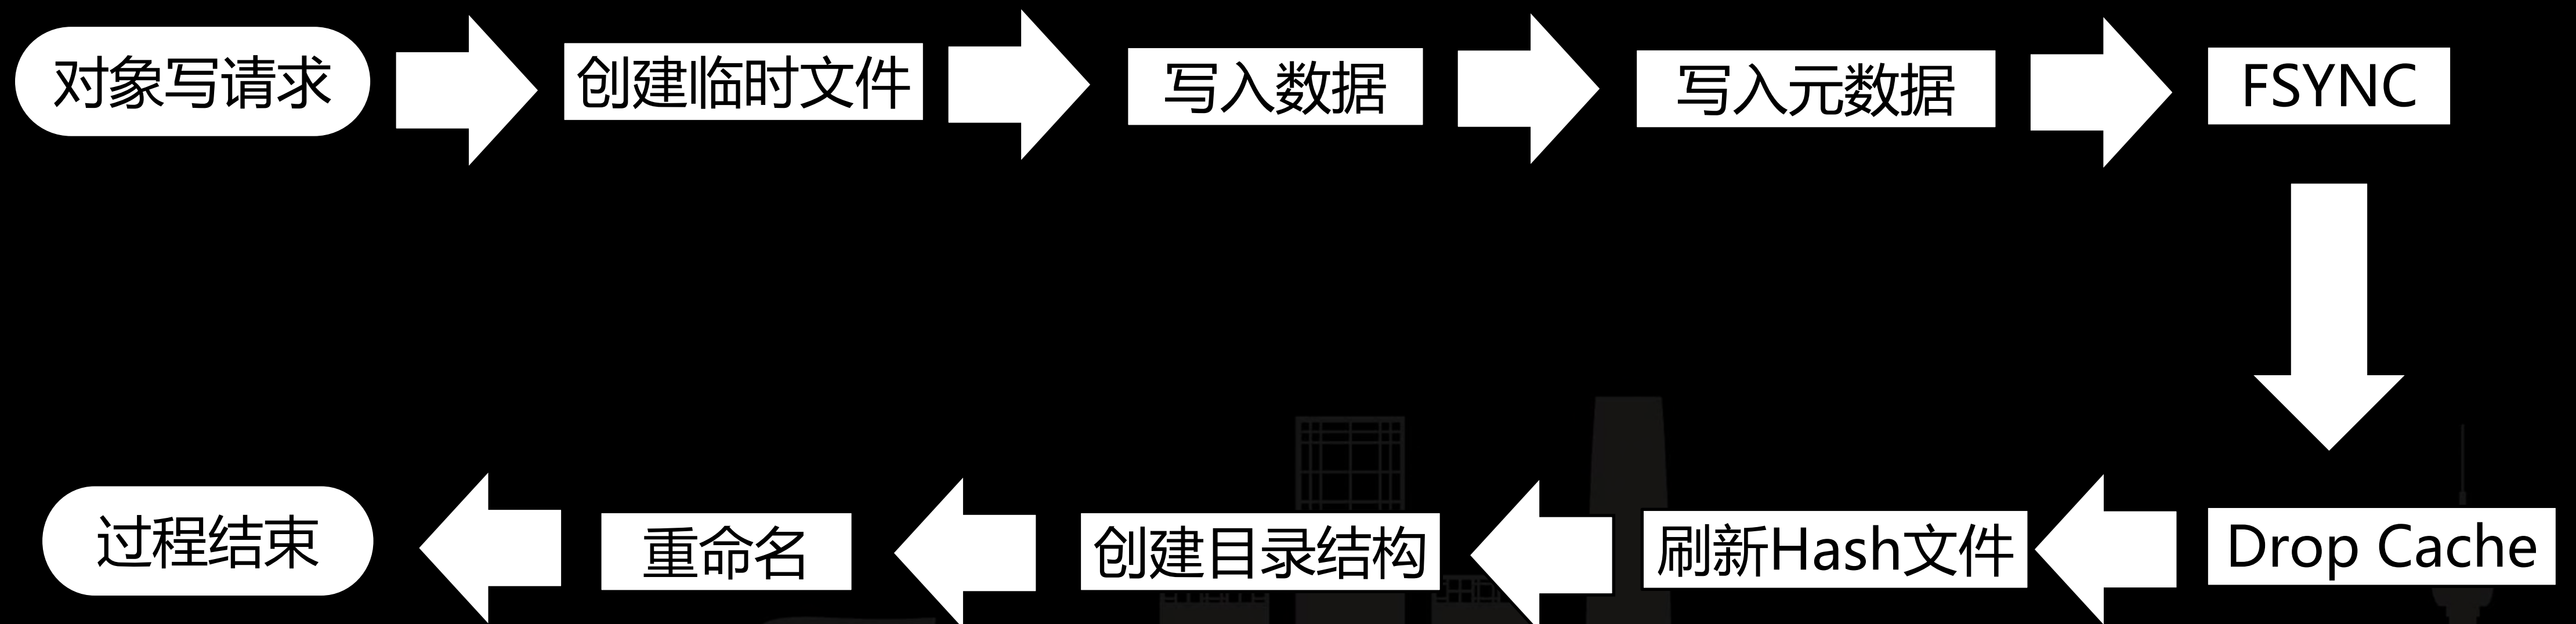 对象写请求
创建临时文件
写入数据
写入元数据
FSYNC
Drop Cache
刷新Hash文件
创建目录结构
重命名
过程结束